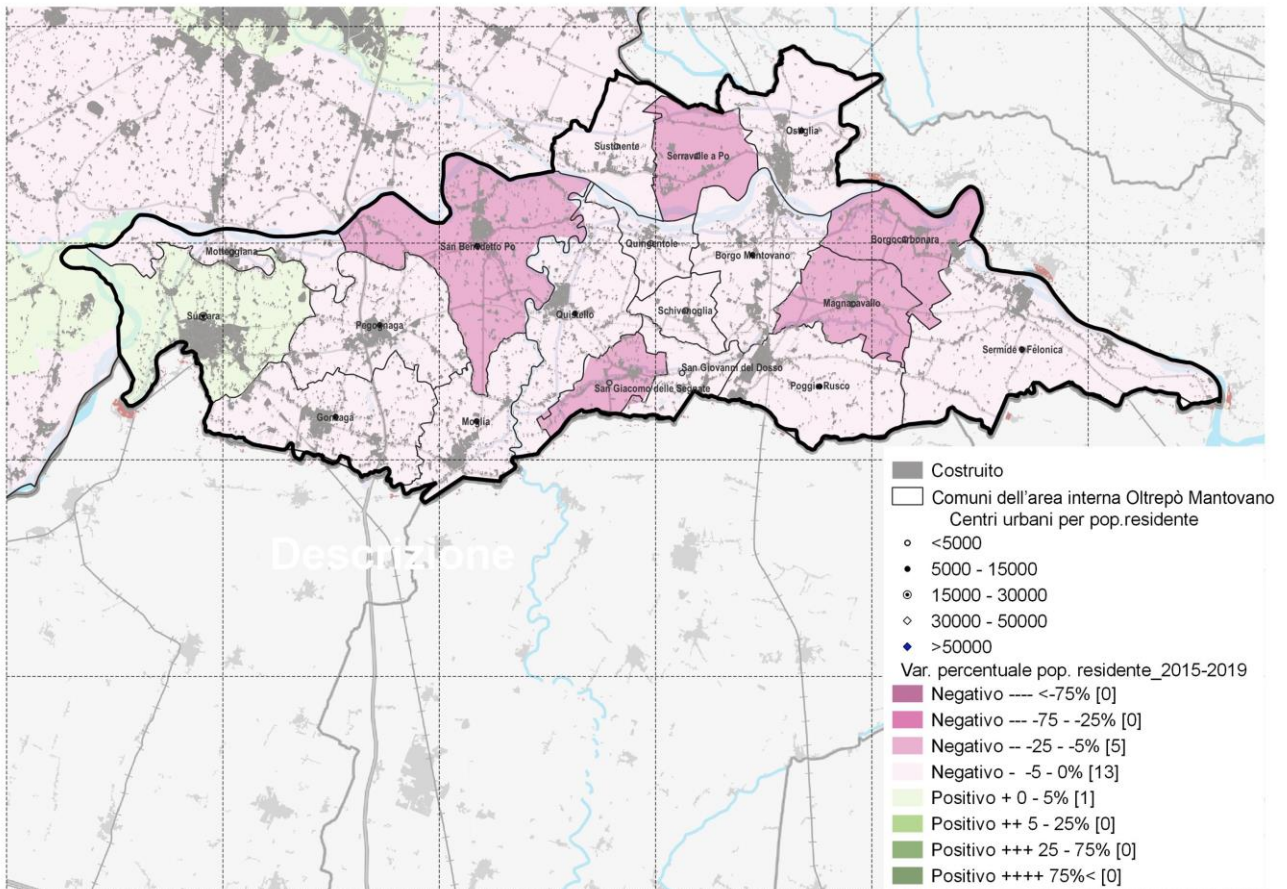 Ostiglia
Sustinente
Serravalle a Po
San Benedetto Po
Quingentole
Borgocarbonara
Motteggiana
Borgo Mantovano
Magnacavallo
Suzzara
Pegognaga
Quistello
Schivenoglia
Sermide e Felonica
San Giovanni del Dosso
San Giacomo delle Segnate
Poggio Rusco
Gonzaga
Moglia
Descrizione
Costruito
Comuni dell'area interna Oltrepò Mantovano
Centri urbani per pop.residente
<5000
5000 - 15000
15000 - 30000
30000 - 50000
>50000
Var. percentuale pop. residente_2015-2019
Negativo ---- <-75% [0]
Negativo --- -75 - -25% [0]
Negativo -- -25 - -5% [5]
Negativo - -5 - 0% [13]
Positivo + 0 - 5% [1]
Positivo ++ 5 - 25% [0]
Positivo +++ 25 - 75% [0]
Positivo ++++ 75%< [0]